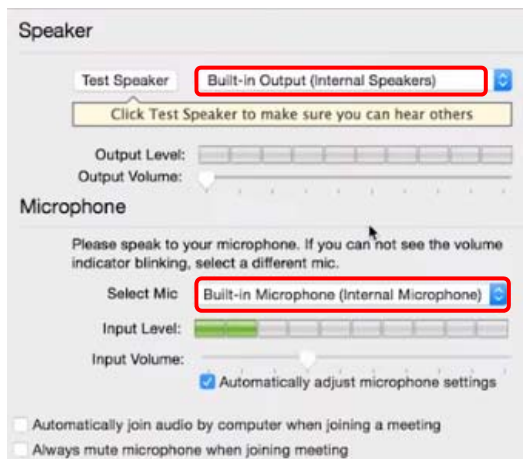 Speaker
Test Speaker
Built-in Output (Internal Speakers)
Click Test Speaker to make sure you can hear others
Output Level:
Output Volume:
Microphone
Please speak to your microphone. If you can not see the volume
indicator blinking, select a different mic.
Select Mic
Built-in Microphone (Internal Microphone)
Input Level:
Input Volume:
Automatically adjust microphone settings
Automatically join audio by computer when joining a meeting
Always mute microphone when joining meeting